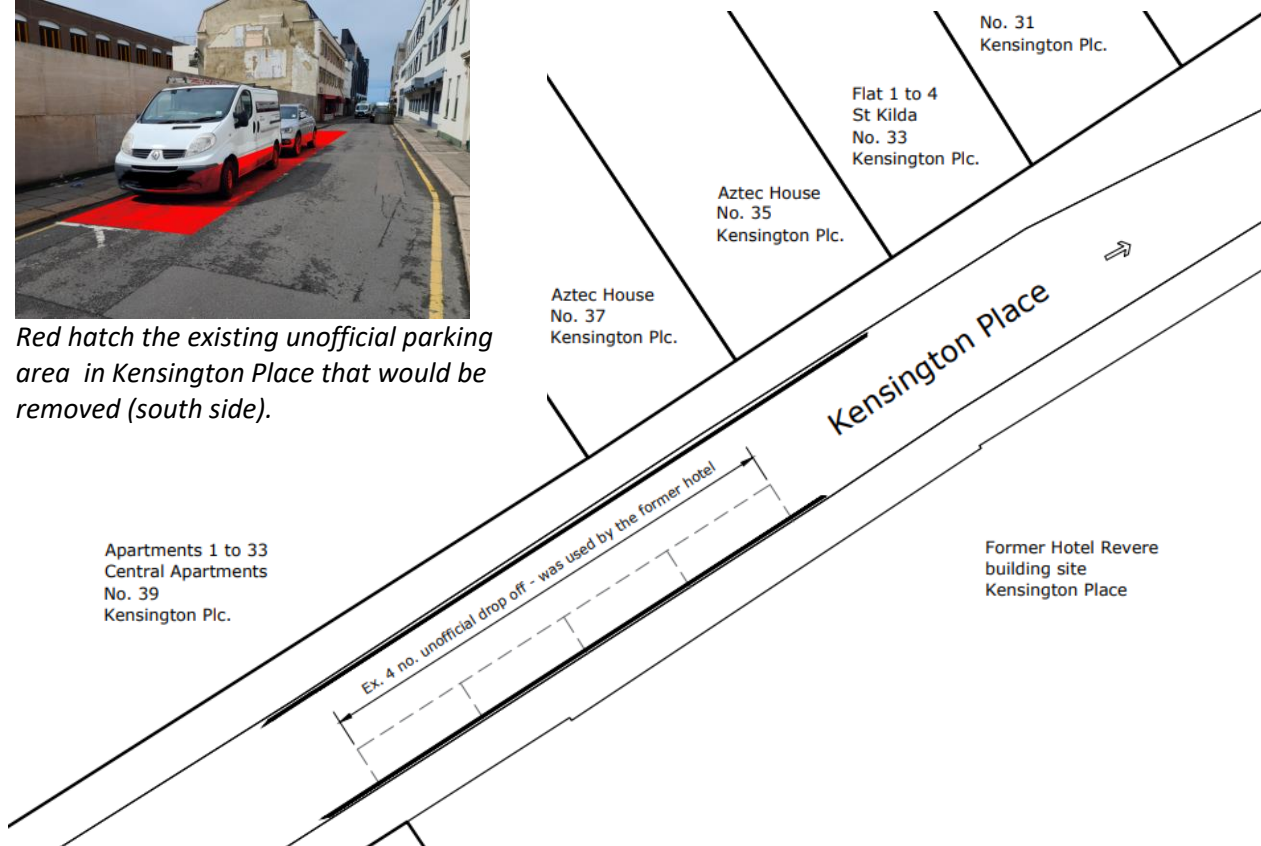 Red hatch the existing unofficial parking
area in Kensington Place that would be
removed (south side).
No. 31
Kensington Plc.
Flat 1 to 4
St Kilda
No. 33
Kensington Plc.
Aztec House
No. 35
Kensington Plc.
Aztec House
No. 37
Kensington Plc.
Kensington Place
Ex. 4 no. unofficial drop off - was used by the former hotel
Apartments 1 to 33
Central Apartments
No. 39
Kensington Plc.
Former Hotel Revere
building site
Kensington Place